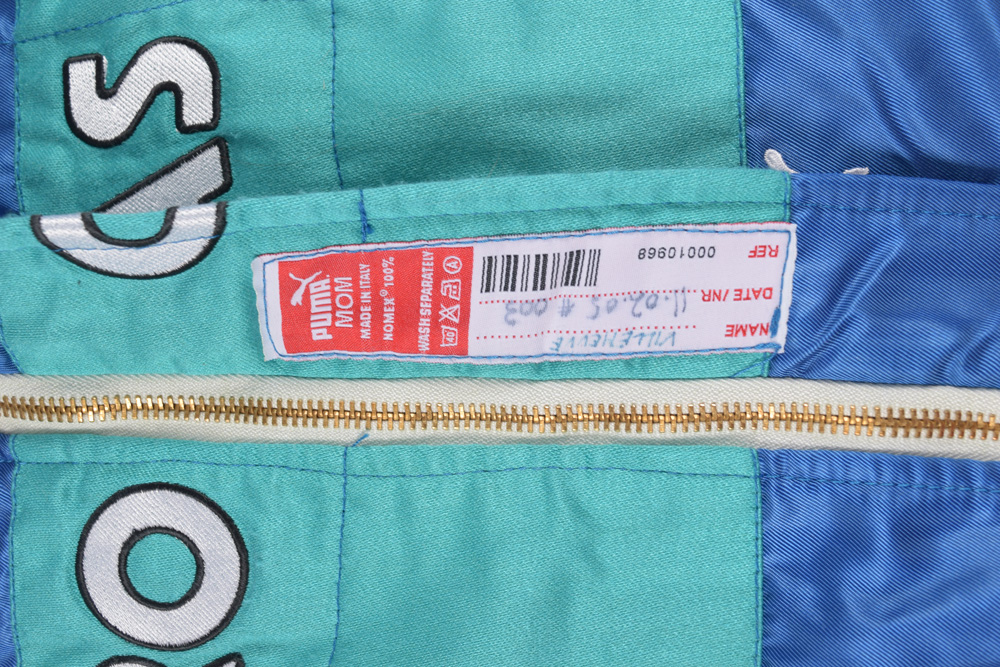 PUMA®
MOM
MADE IN ITALY
NOMEX® 100%
WASH SEPARATELY
40 A
NAME VILLENEUVE
DATE / NR. 11.02.05 # 003
REF 00010968
O
S